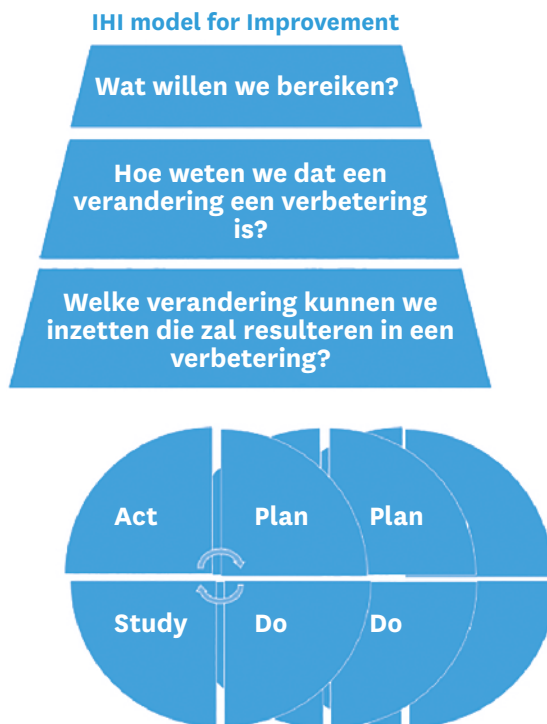 IHI model for Improvement
Wat willen we bereiken?
Hoe weten we dat een
verandering een verbetering
is?
Welke verandering kunnen we
inzetten die zal resulteren in een
verbetering?
Act Plan Plan
Study Do Do